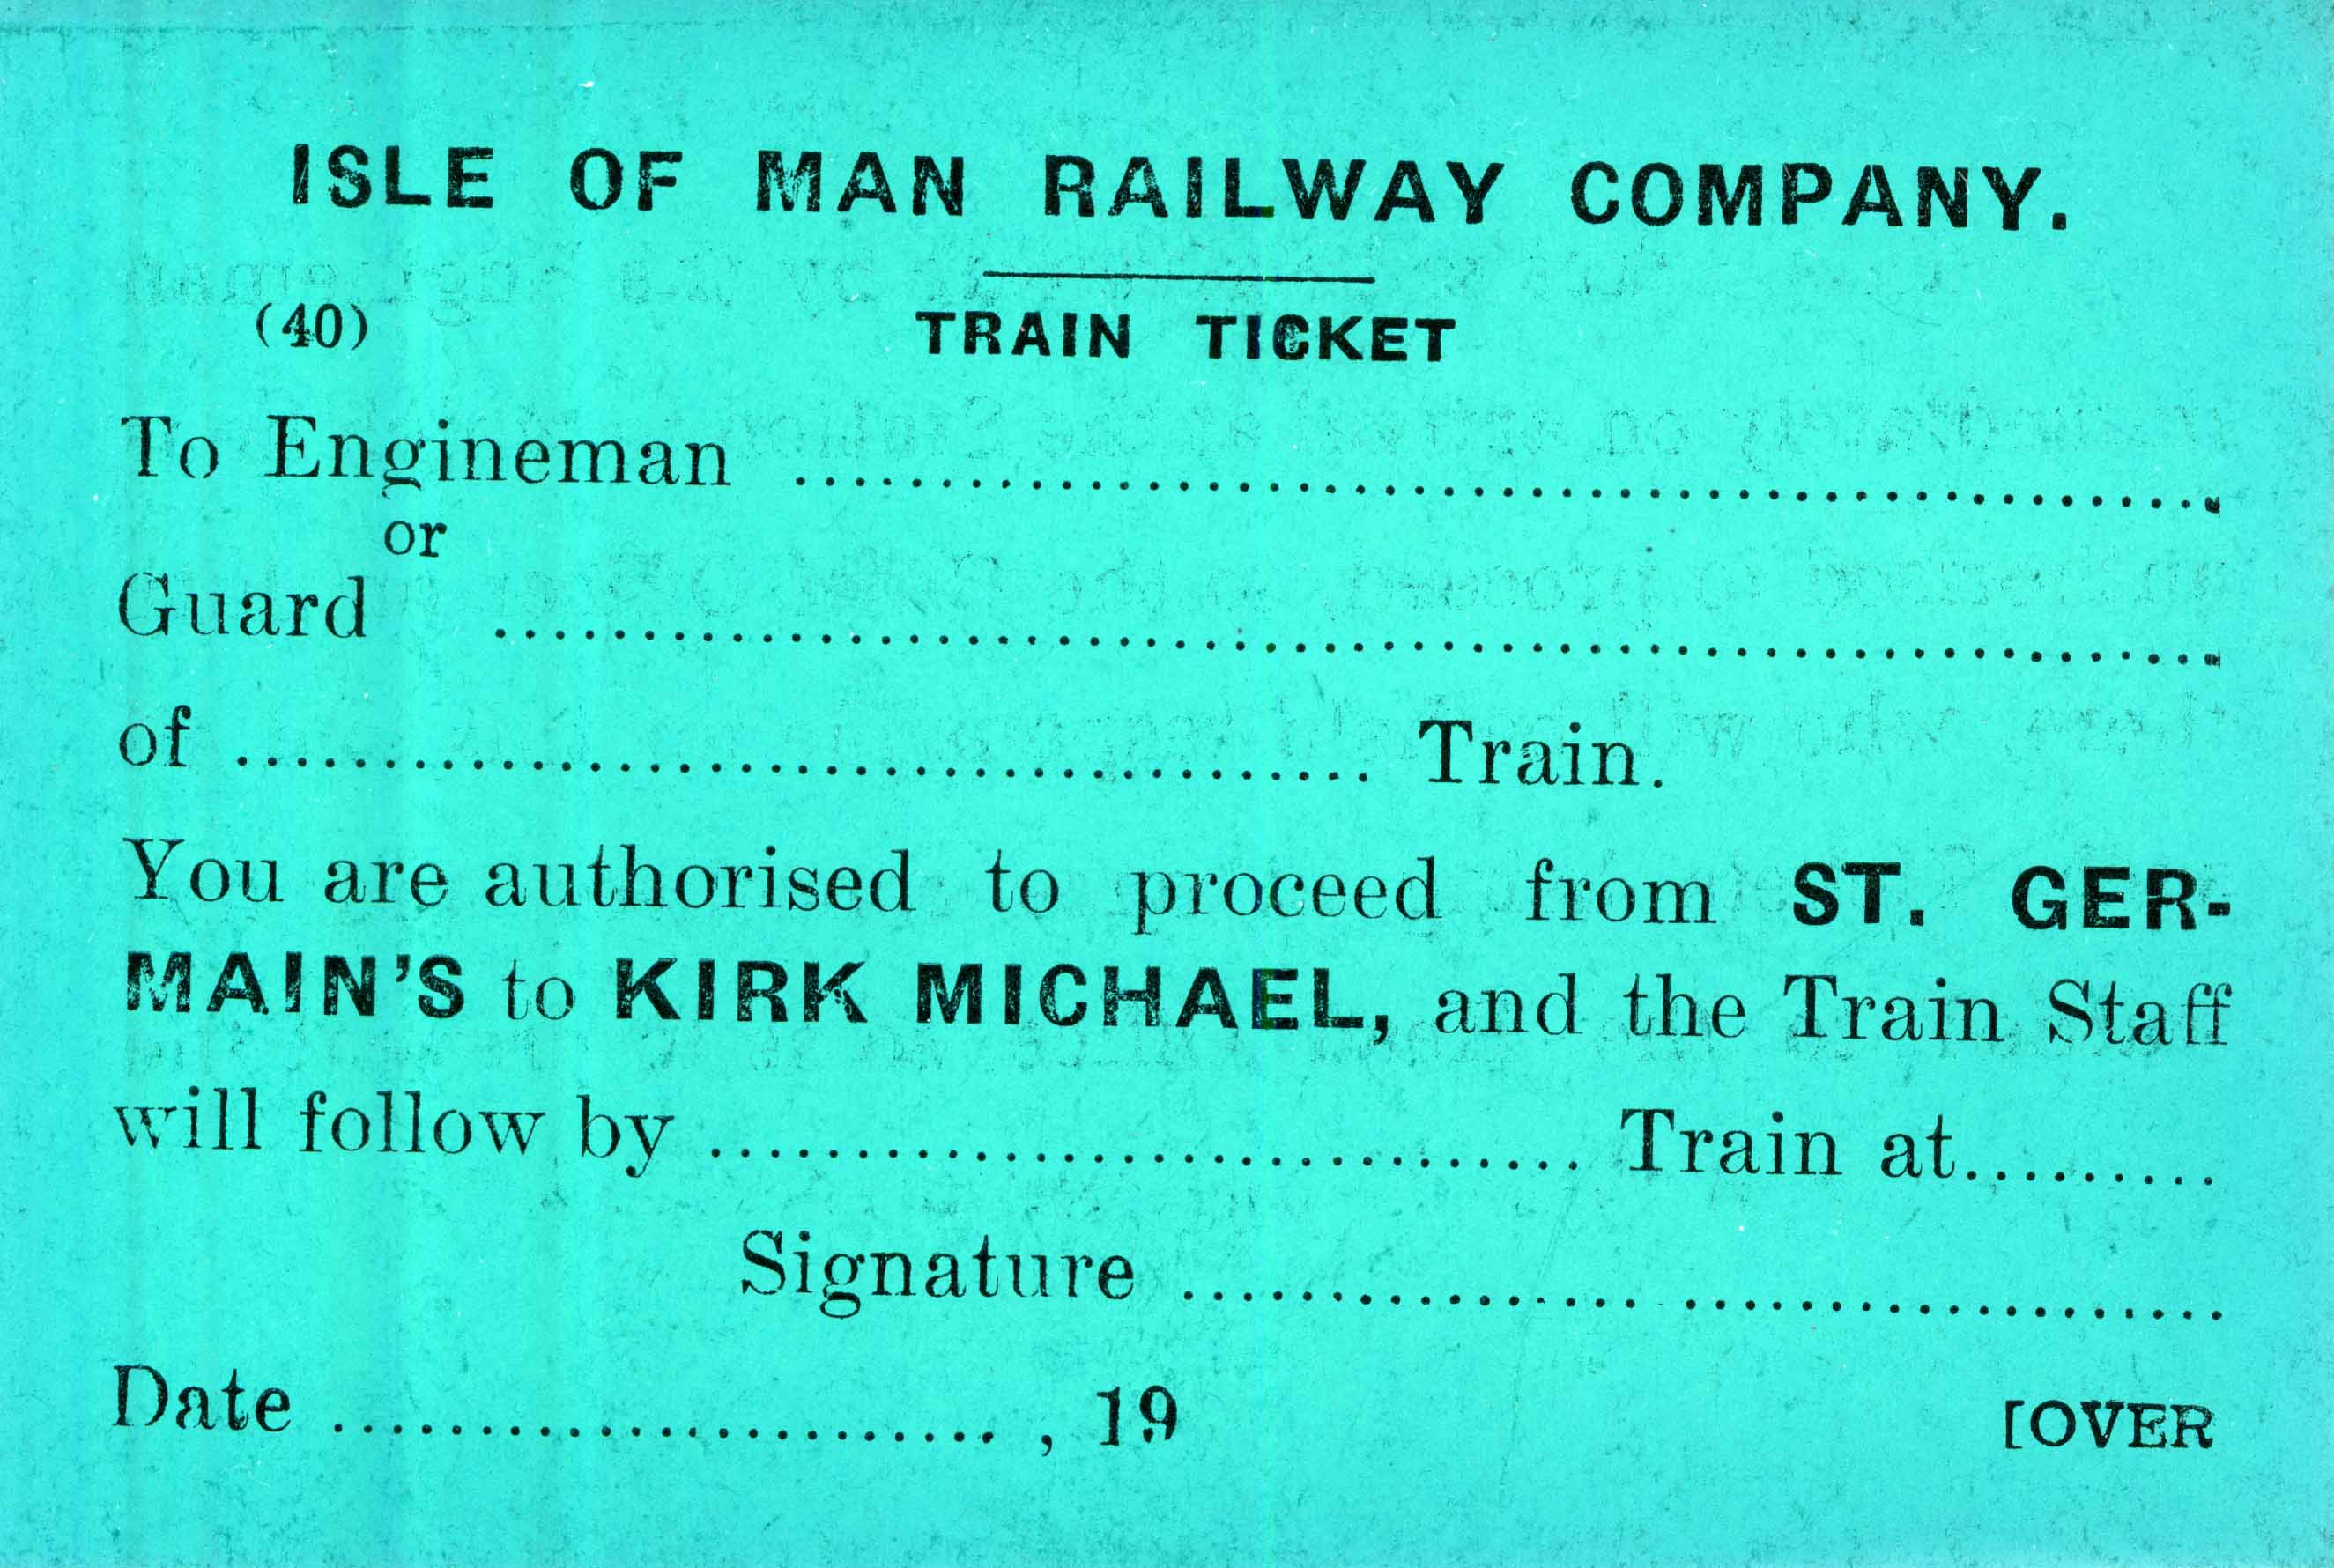 ISLE OF MAN RAILWAY COMPANY.
(40) TRAIN TICKET
To Engineman ................................................
or
Guard ................................................
of ....................................... Train.
You are authorised to proceed from ST. GER-
MAIN'S to KIRK MICHAEL, and the Train Staff
will follow by .............................. Train at.........
Signature ...................................
Date ......................., 19 [OVER